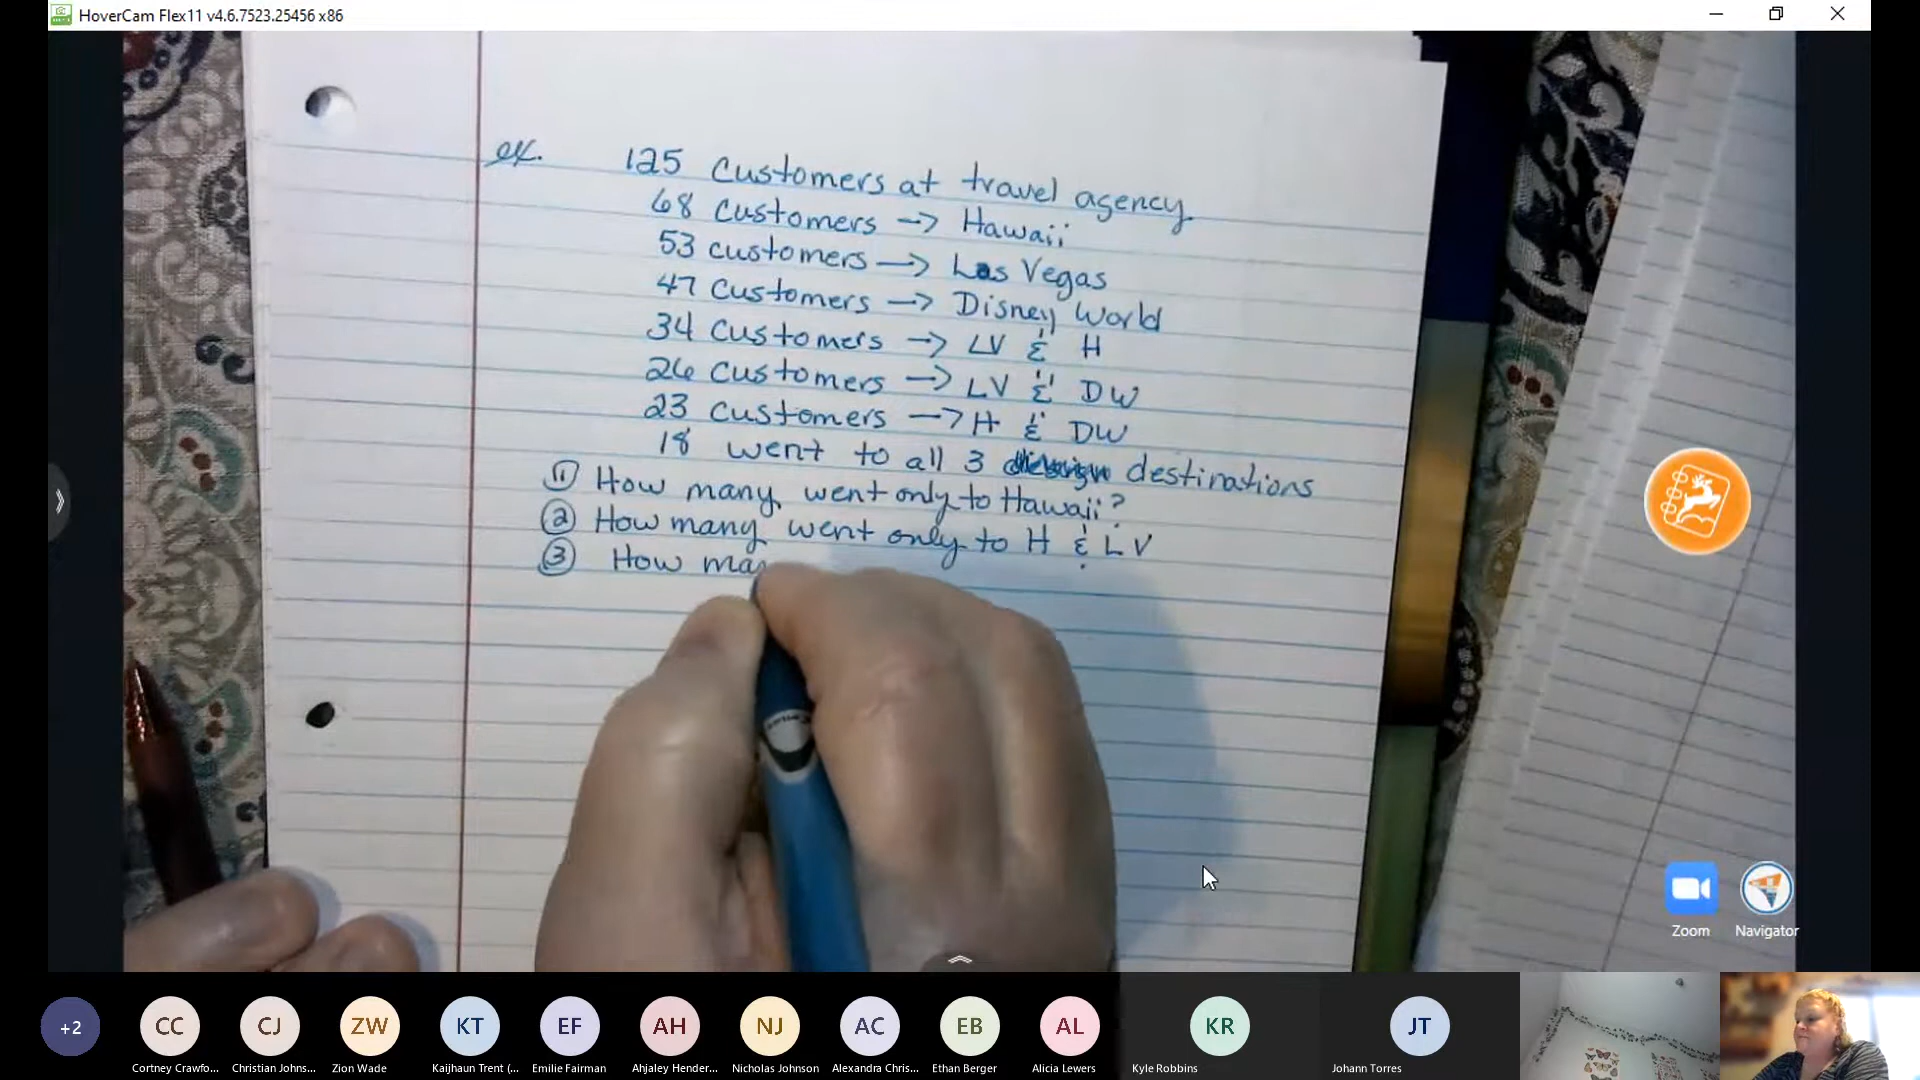 HoverCam Flex11 v4.6.7523.25456 x86
ex. 125 Customers at travel agency
68 customers → Hawaii
53 customers → Las Vegas
47 Customers → Disney World
34 Customers → LV & H
26 Customers → LV & DW
23 customers → H & DW
18 went to all 3 destinations
① How many went only to Hawaii?
② How many went only to H & LV
③ How ma
Zoom
Navigator
+2
CC
CJ
ZW
KT
EF
AH
NJ
AC
EB
AL
KR
JT
Cortney Crawfo...
Christian Johns...
Zion Wade
Kaijhaun Trent (...
Emilie Fairman
Ahjaley Hender...
Nicholas Johnson
Alexandra Chris...
Ethan Berger
Alicia Lewers
Kyle Robbins
Johann Torres